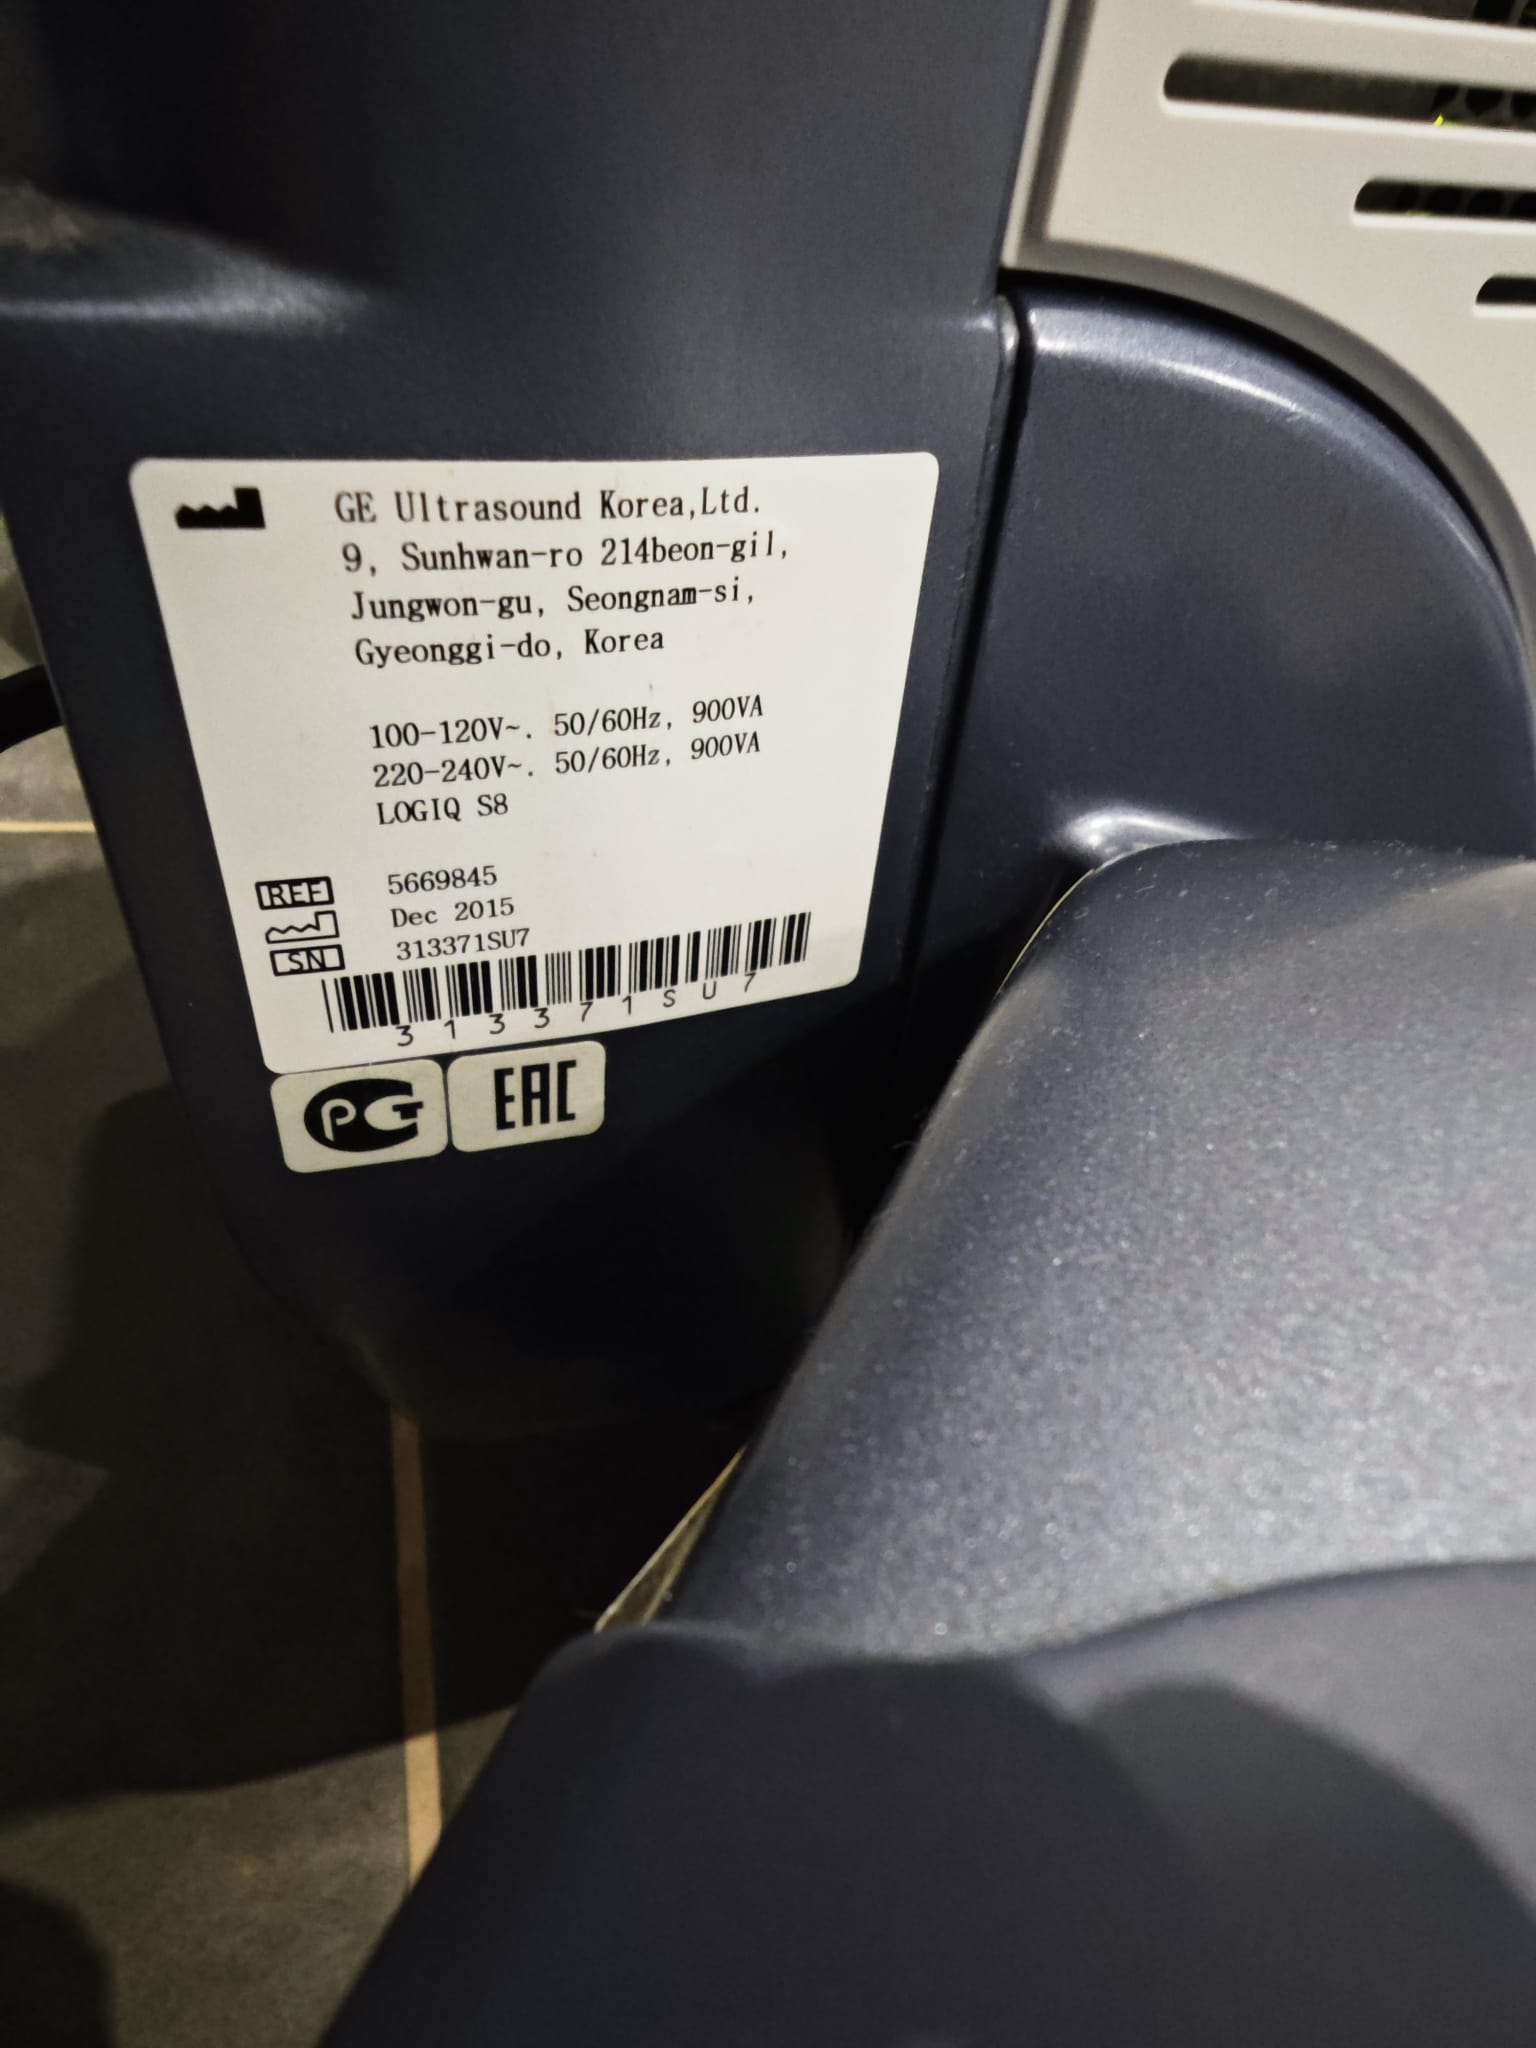 GE Ultrasound Korea,Ltd.
9, Sunhwan-ro 214beon-gil,
Jungwon-gu, Seongnam-si,
Gyeonggi-do, Korea
100-120V~. 50/60Hz, 900VA
220-240V~. 50/60Hz, 900VA
LOGIQ S8
REF 5669845
Dec 2015
SN 313371SU7
313371SU7
PG EAC